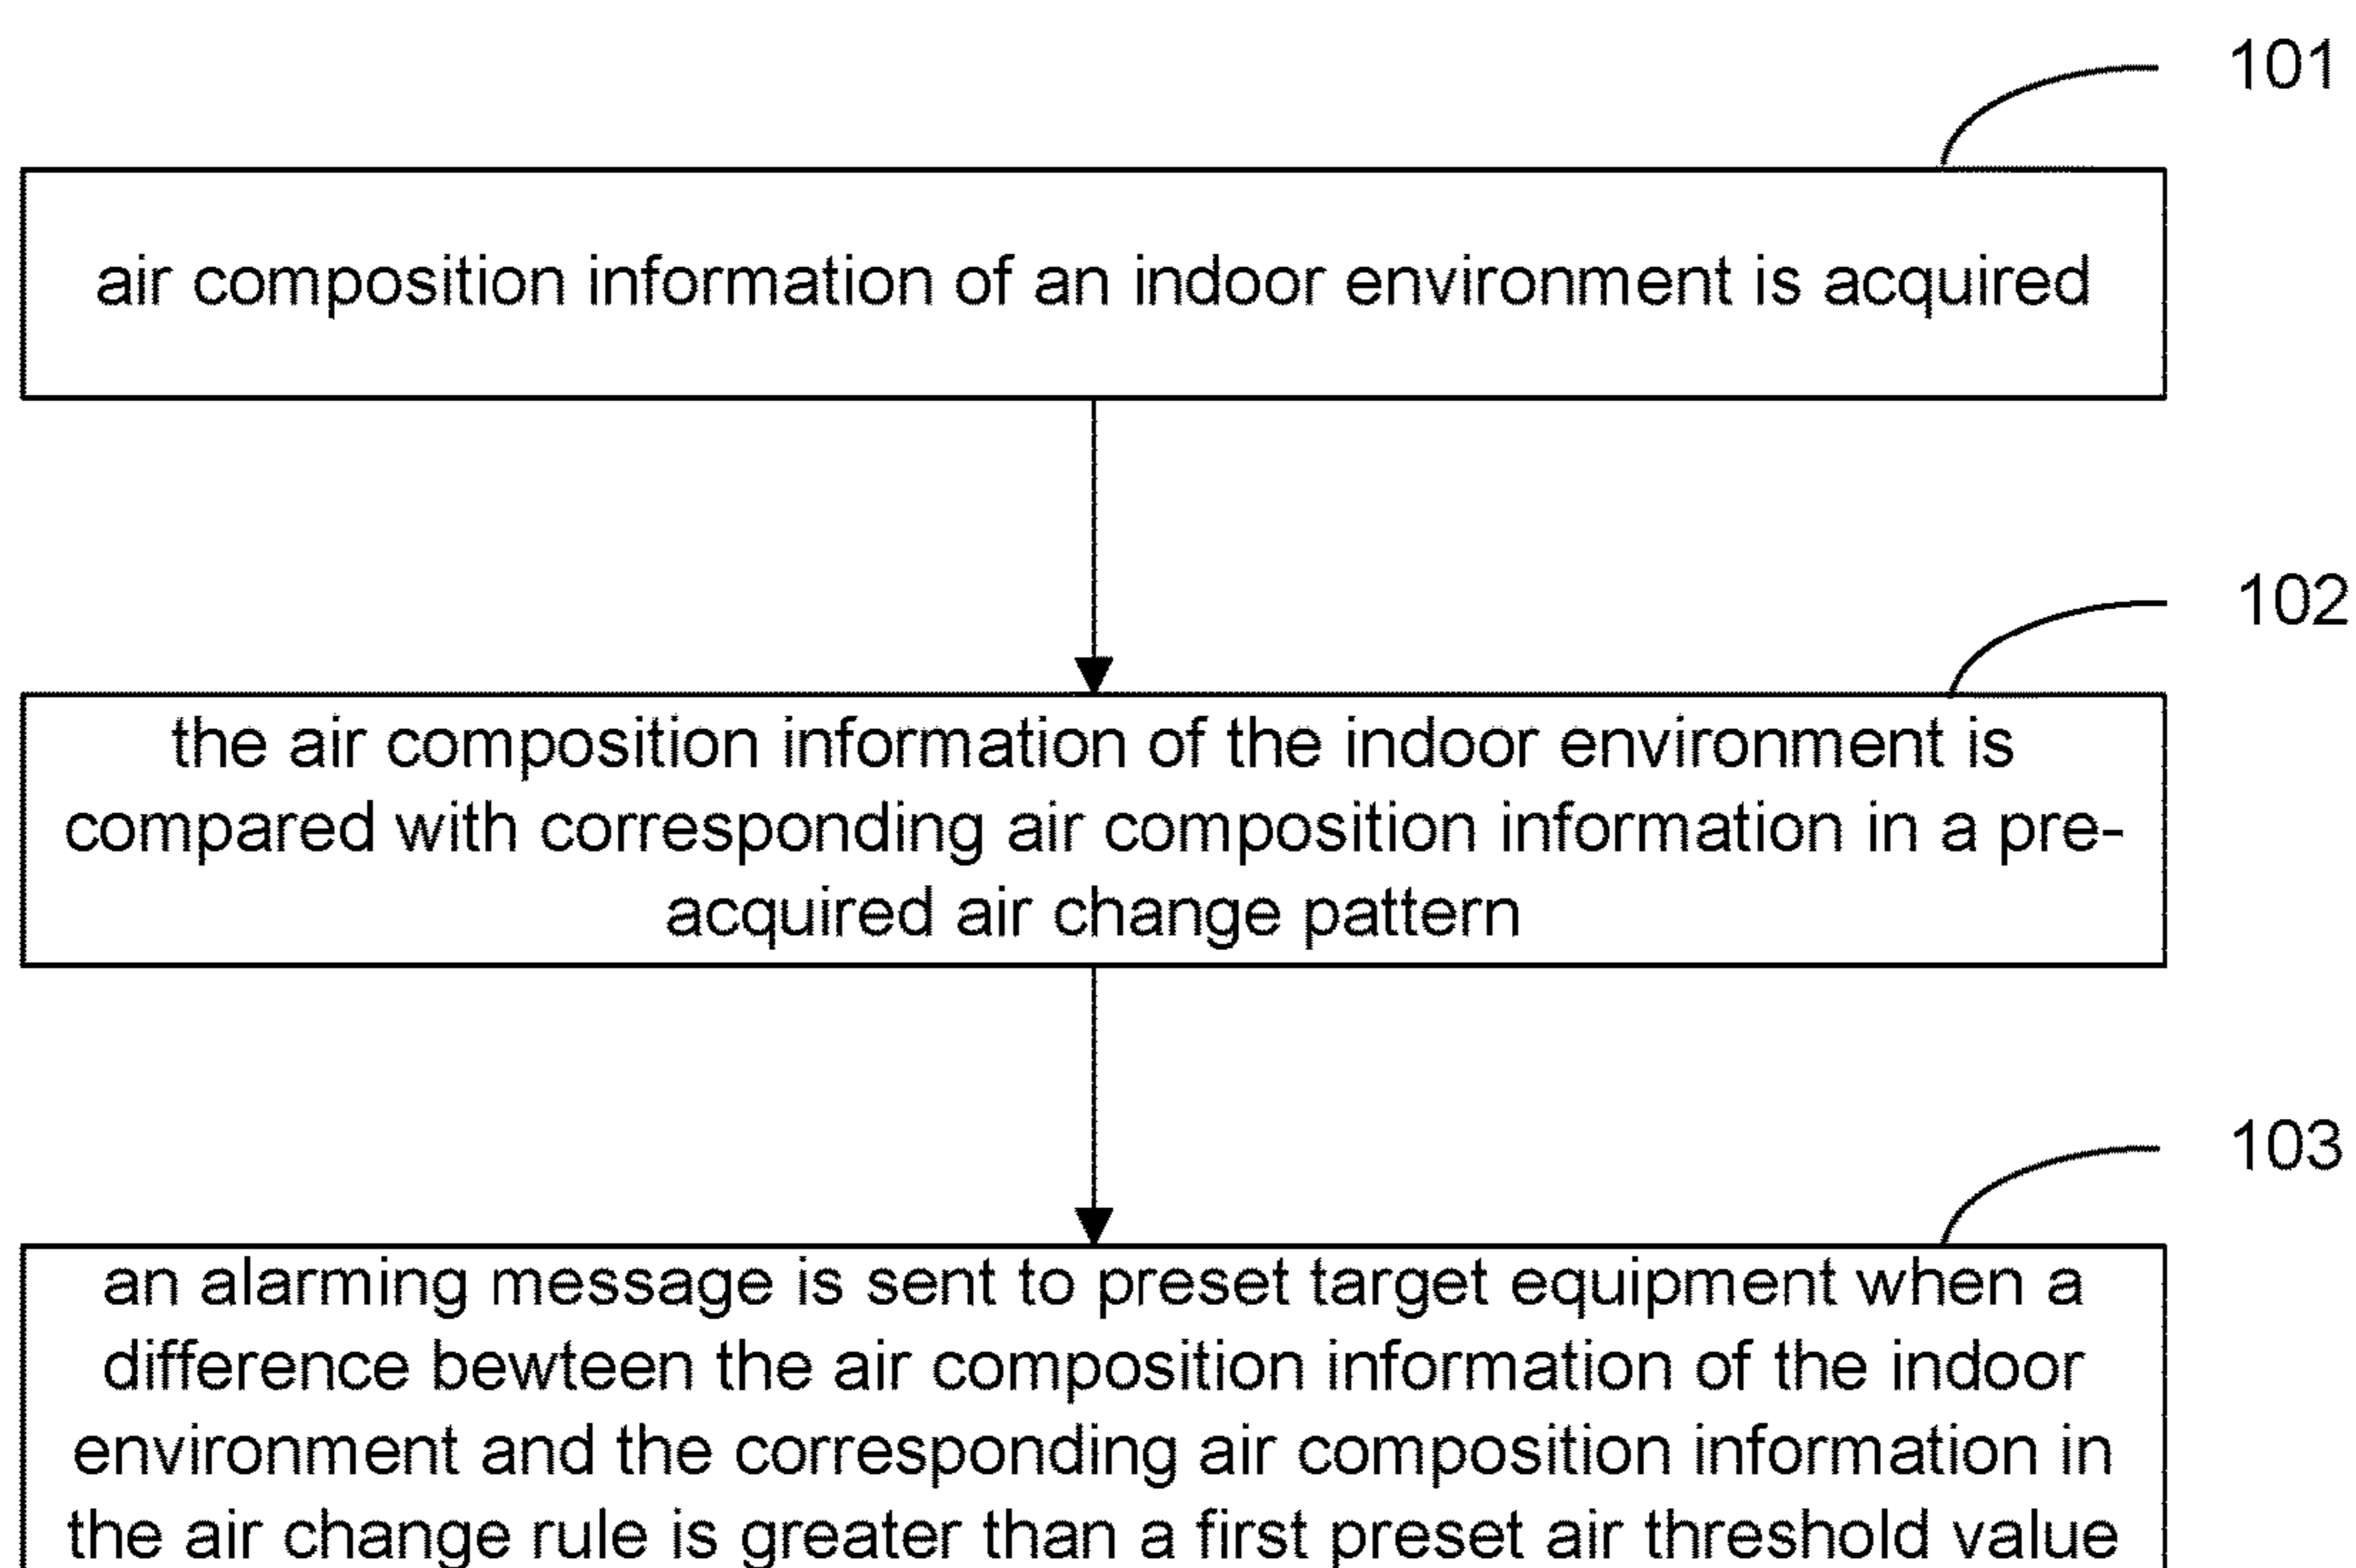 101
air composition information of an indoor environment is acquired
102
the air composition information of the indoor environment is
compared with corresponding air composition information in a pre-
acquired air change pattern
103
an alarming message is sent to preset target equipment when a
difference bewteen the air composition information of the indoor
environment and the corresponding air composition information in
the air change rule is greater than a first preset air threshold value